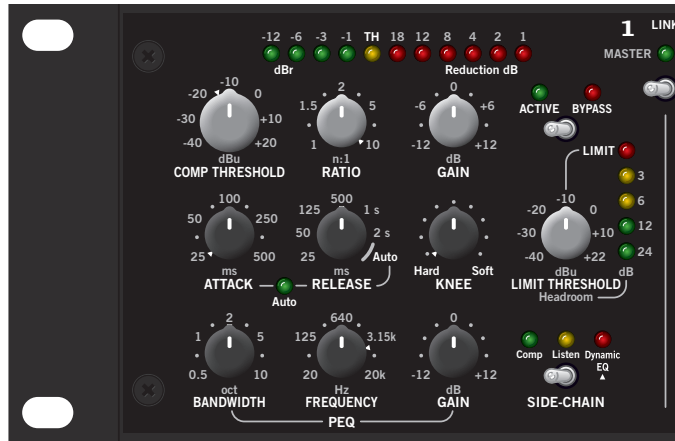 1 LINK
-12 -6 -3 -1 TH 18 12 8 4 2 1
MASTER
dBr Reduction dB
-10 2 0
-20 0 1.5 5 -6 +6
ACTIVE BYPASS
-30 +10
-40 +20 1 10 -12 +12
LIMIT
dBu n:1 dB
COMP THRESHOLD RATIO GAIN
3
100 500 -10 6
50 250 125 1 s -20 0
50 2 s -30 +10 12
25 500 25 Auto Hard Soft -40 +22 24
ms ms dBu dB
ATTACK RELEASE KNEE LIMIT THRESHOLD
Auto Headroom
2 640 0
1 5 125 3.15k
Comp Listen Dynamic
EQ
0.5 10 20 20k -12 +12
oct Hz dB
BANDWIDTH FREQUENCY GAIN SIDE-CHAIN
PEQ